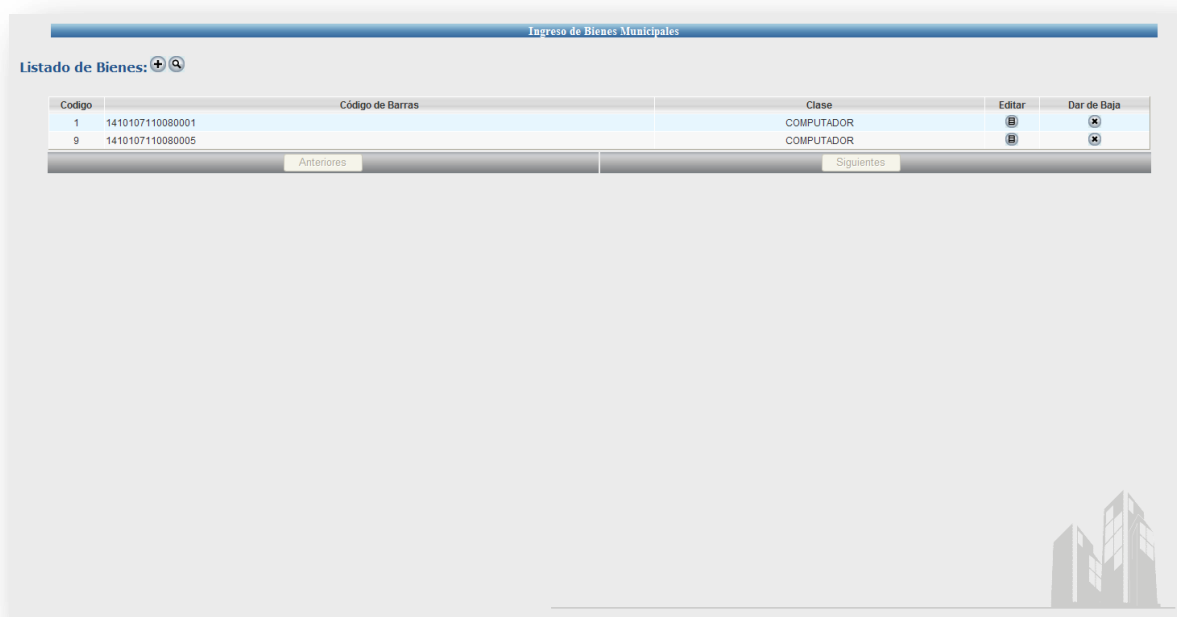 Ingreso de Bienes Municipales
Listado de Bienes:
Codigo Código de Barras Clase Editar Dar de Baja
1 1410107110080001 COMPUTADOR
9 1410107110080005 COMPUTADOR
Anteriores Siguientes